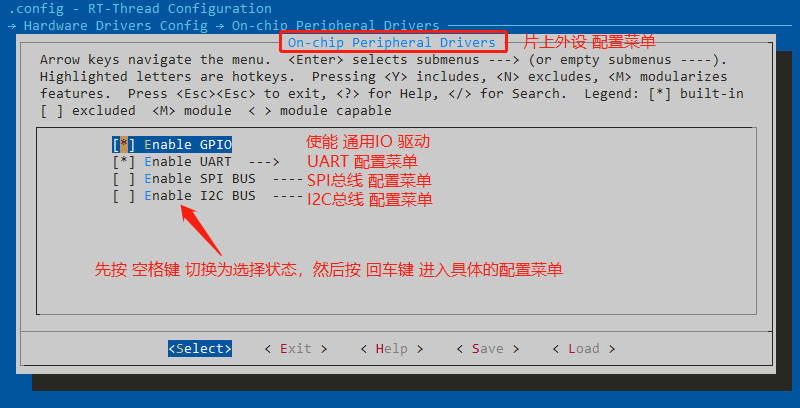 .config - RT-Thread Configuration
→ Hardware Drivers Config → On-chip Peripheral Drivers
On-chip Peripheral Drivers 片上外设 配置菜单
Arrow keys navigate the menu.  <Enter> selects submenus ---> (or empty submenus ----).
Highlighted letters are hotkeys.  Pressing <Y> includes, <N> excludes, <M> modularizes
features.  Press <Esc><Esc> to exit, <?> for Help, </> for Search.  Legend: [*] built-in
[ ] excluded  <M> module  < > module capable
[*] Enable GPIO 使能 通用IO 驱动
[*] Enable UART  ---> UART 配置菜单
[ ] Enable SPI BUS  ---- SPI总线 配置菜单
[ ] Enable I2C BUS  ---- I2C总线 配置菜单
先按 空格键 切换为选择状态，然后按 回车键 进入具体的配置菜单
<Select>    < Exit >    < Help >    < Save >    < Load >